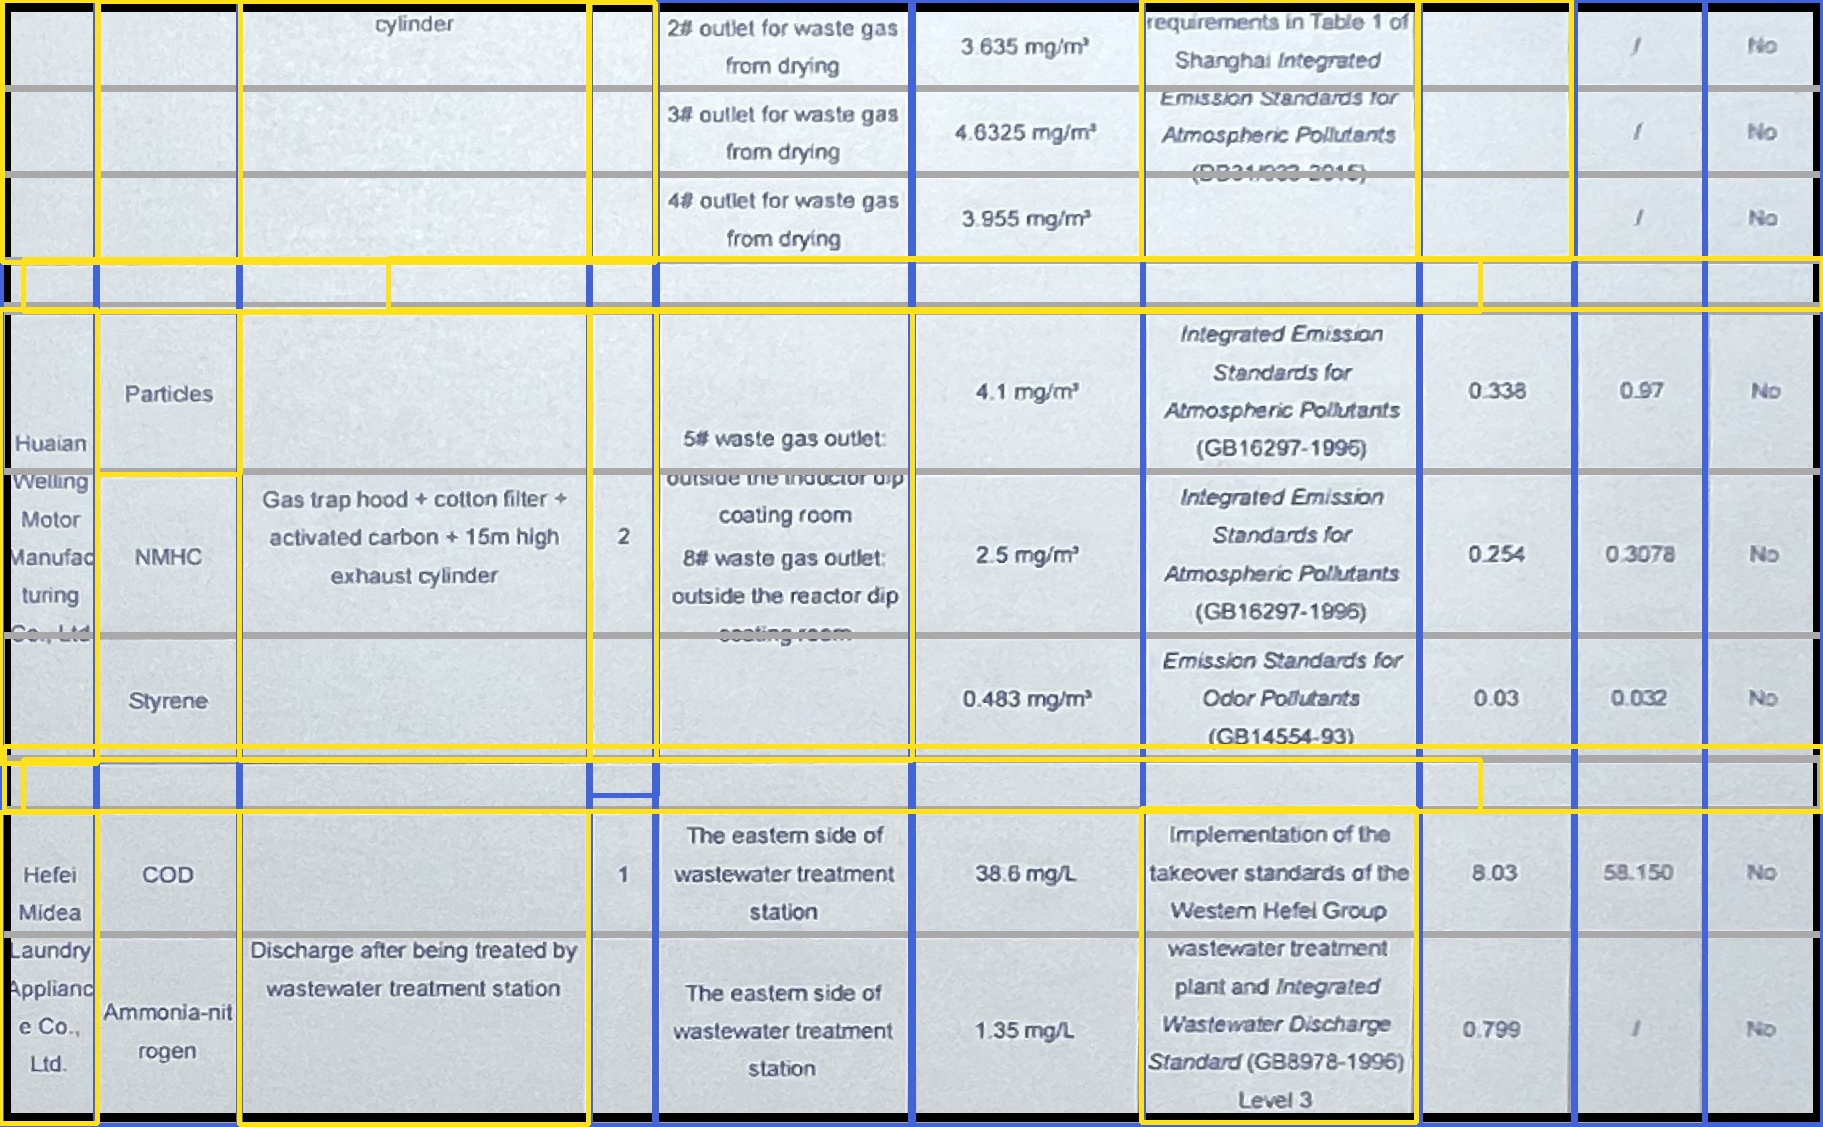 cylinder
2# outlet for waste gas
from drying
3.635 mg/m³
requirements in Table 1 of
Shanghai Integrated
/
No
3# outlet for waste gas
from drying
4.6325 mg/m³
Emission Standards for
Atmospheric Pollutants
(DB31/933-2015)
/
No
4# outlet for waste gas
from drying
3.955 mg/m³
/
No
Huaian
Welling
Motor
Manufac
turing
Co., Ltd
Particles
Gas trap hood + cotton filter +
activated carbon + 15m high
exhaust cylinder
2
5# waste gas outlet:
outside the inductor dip
coating room
8# waste gas outlet:
outside the reactor dip
coating room
4.1 mg/m³
Integrated Emission
Standards for
Atmospheric Pollutants
(GB16297-1996)
0.338
0.97
No
NMHC
2.5 mg/m³
Integrated Emission
Standards for
Atmospheric Pollutants
(GB16297-1996)
0.254
0.3078
No
Styrene
0.483 mg/m³
Emission Standards for
Odor Pollutants
(GB14554-93)
0.03
0.032
No
Hefei
Midea
Laundry
Applianc
e Co.,
Ltd.
COD
Discharge after being treated by
wastewater treatment station
1
The eastern side of
wastewater treatment
station
38.6 mg/L
Implementation of the
takeover standards of the
Western Hefei Group
wastewater treatment
plant and Integrated
Wastewater Discharge
Standard (GB8978-1996)
Level 3
8.03
58.150
No
Ammonia-nit
rogen
The eastern side of
wastewater treatment
station
1.35 mg/L
0.799
/
No